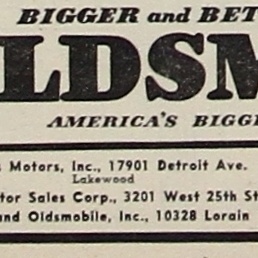 BIGGER and BET
LDSM
AMERICA'S BIGG
s Motors, Inc., 17901 Detroit Ave.
Lakewood
tor Sales Corp., 3201 West 25th St
and Oldsmobile, Inc., 10328 Lorain